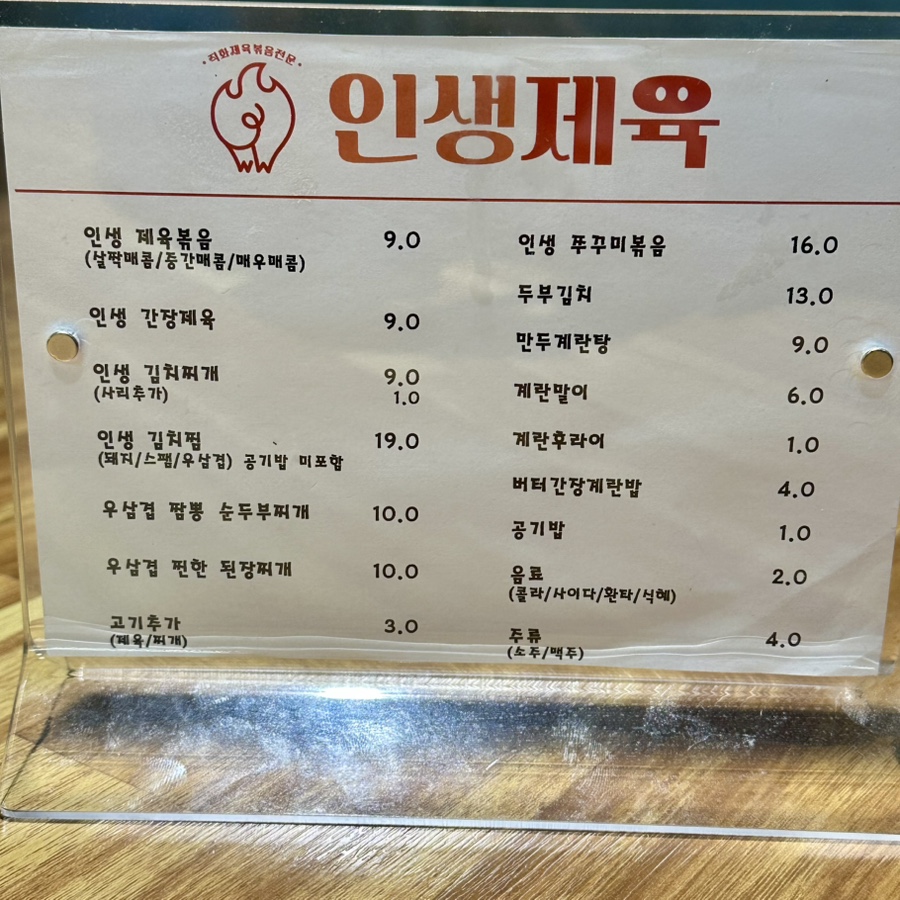 직화제육볶음전문
인생제육
인생 제육볶음 9.0
(살짝매콤/중간매콤/매우매콤)
인생 간장제육 9.0
인생 김치찌개 9.0
(사리추가) 1.0
인생 김치찜 19.0
(돼지/스팸/우삼겹) 공기밥 미포함
우삼겹 짬뽕 순두부찌개 10.0
우삼겹 찐한 된장찌개 10.0
고기추가 3.0
(제육/찌개)
인생 쭈꾸미볶음 16.0
두부김치 13.0
만두계란탕 9.0
계란말이 6.0
계란후라이 1.0
버터간장계란밥 4.0
공기밥 1.0
음료 2.0
(콜라/사이다/환타/식혜)
주류 4.0
(소주/맥주)